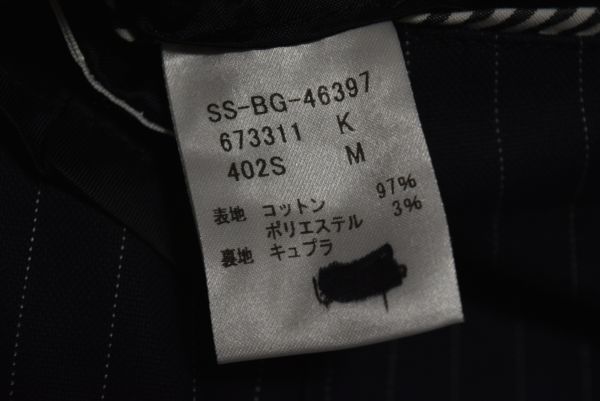 SS-BG-46397
673311 K
402S M
表地 コットン 97%
ポリエステル 3%
裏地 キュプラ